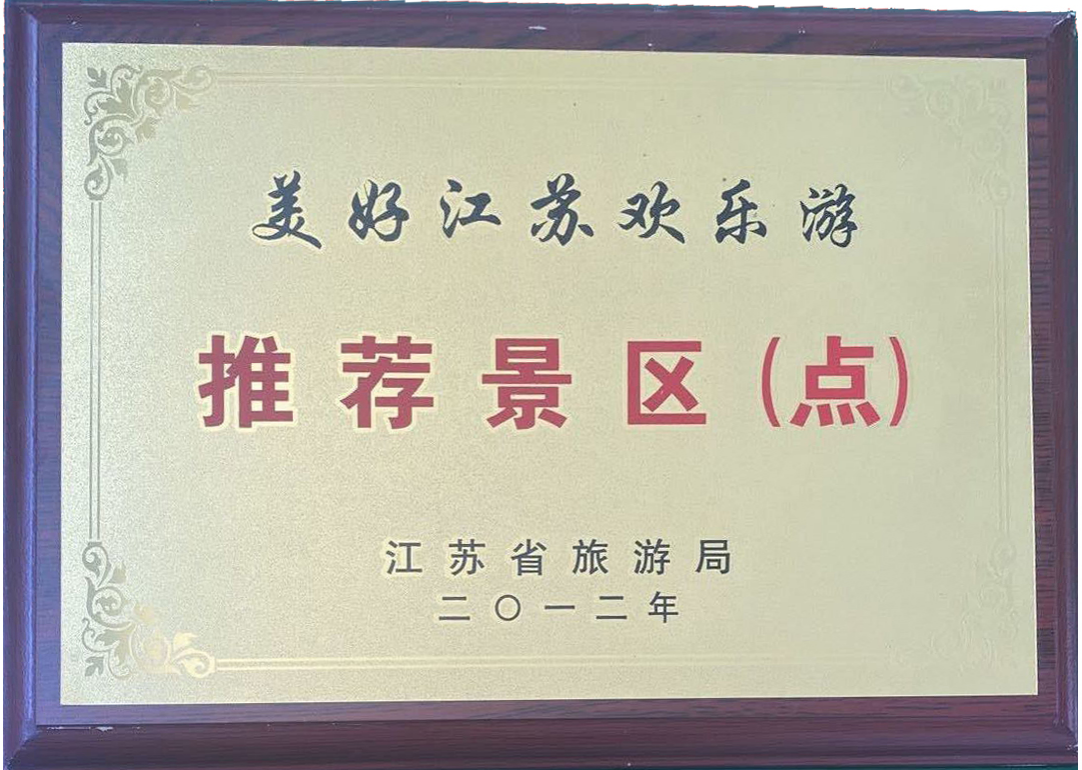 美好江苏欢乐游
推荐景区(点)
江苏省旅游局
二〇一二年